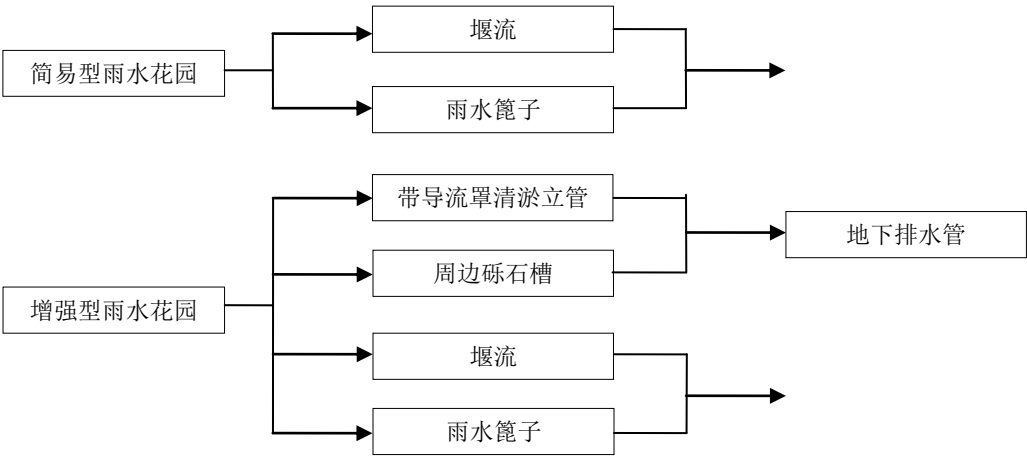 简易型雨水花园
堰流
雨水篦子
增强型雨水花园
带导流罩清淤立管
周边砾石槽
地下排水管
堰流
雨水篦子